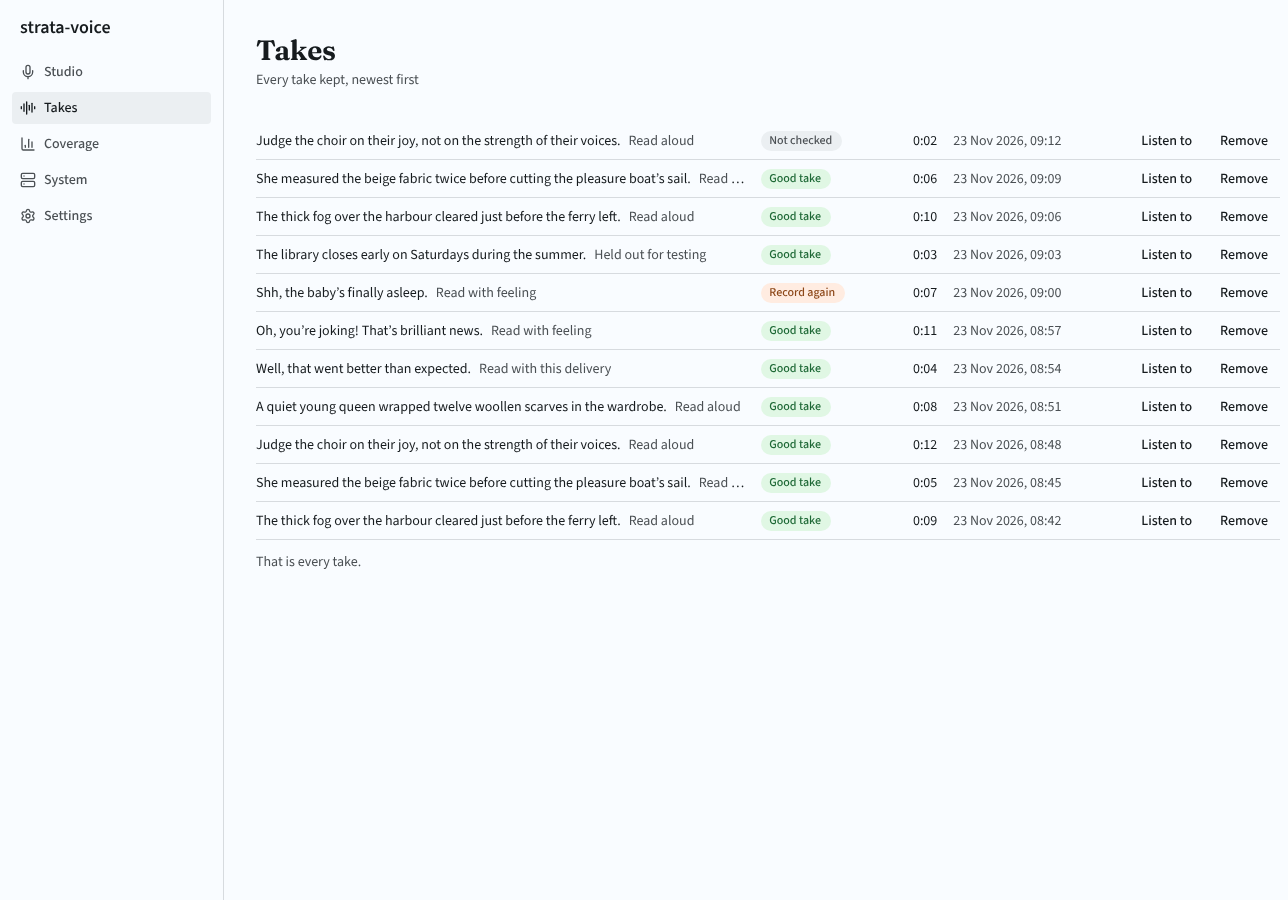 strata-voice
Studio
Takes
Coverage
System
Settings
Takes
Every take kept, newest first
Judge the choir on their joy, not on the strength of their voices. Read aloud Not checked 0:02 23 Nov 2026, 09:12 Listen to Remove
She measured the beige fabric twice before cutting the pleasure boat’s sail. Read … Good take 0:06 23 Nov 2026, 09:09 Listen to Remove
The thick fog over the harbour cleared just before the ferry left. Read aloud Good take 0:10 23 Nov 2026, 09:06 Listen to Remove
The library closes early on Saturdays during the summer. Held out for testing Good take 0:03 23 Nov 2026, 09:03 Listen to Remove
Shh, the baby’s finally asleep. Read with feeling Record again 0:07 23 Nov 2026, 09:00 Listen to Remove
Oh, you’re joking! That’s brilliant news. Read with feeling Good take 0:11 23 Nov 2026, 08:57 Listen to Remove
Well, that went better than expected. Read with this delivery Good take 0:04 23 Nov 2026, 08:54 Listen to Remove
A quiet young queen wrapped twelve woollen scarves in the wardrobe. Read aloud Good take 0:08 23 Nov 2026, 08:51 Listen to Remove
Judge the choir on their joy, not on the strength of their voices. Read aloud Good take 0:12 23 Nov 2026, 08:48 Listen to Remove
She measured the beige fabric twice before cutting the pleasure boat’s sail. Read … Good take 0:05 23 Nov 2026, 08:45 Listen to Remove
The thick fog over the harbour cleared just before the ferry left. Read aloud Good take 0:09 23 Nov 2026, 08:42 Listen to Remove
That is every take.